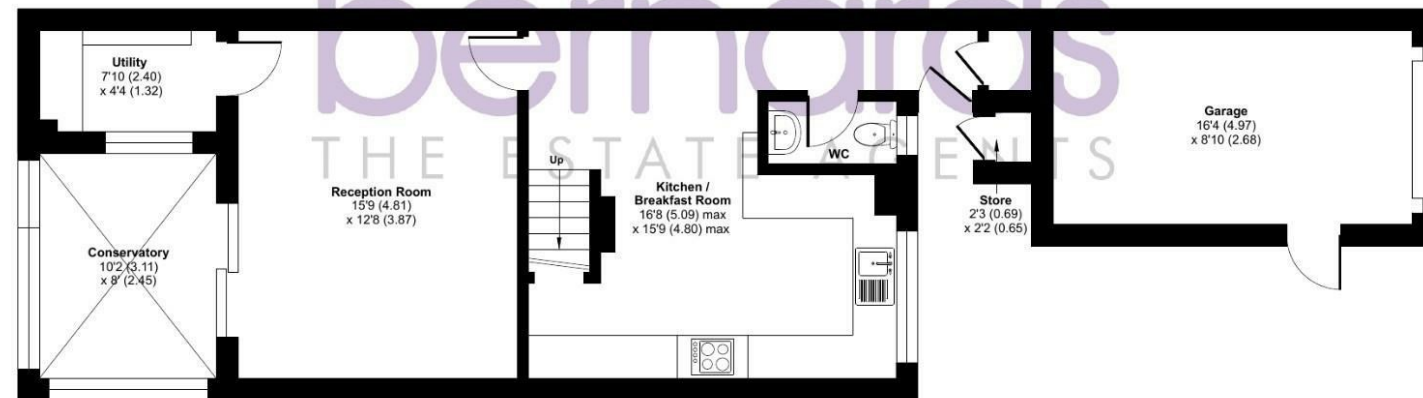 bernards
THE ESTATE AGENTS
Utility
7'10 (2.40)
x 4'4 (1.32)
Conservatory
10'2 (3.11)
x 8' (2.45)
Reception Room
15'9 (4.81)
x 12'8 (3.87)
Up
Kitchen /
Breakfast Room
16'8 (5.09) max
x 15'9 (4.80) max
WC
Store
2'3 (0.69)
x 2'2 (0.65)
Garage
16'4 (4.97)
x 8'10 (2.68)